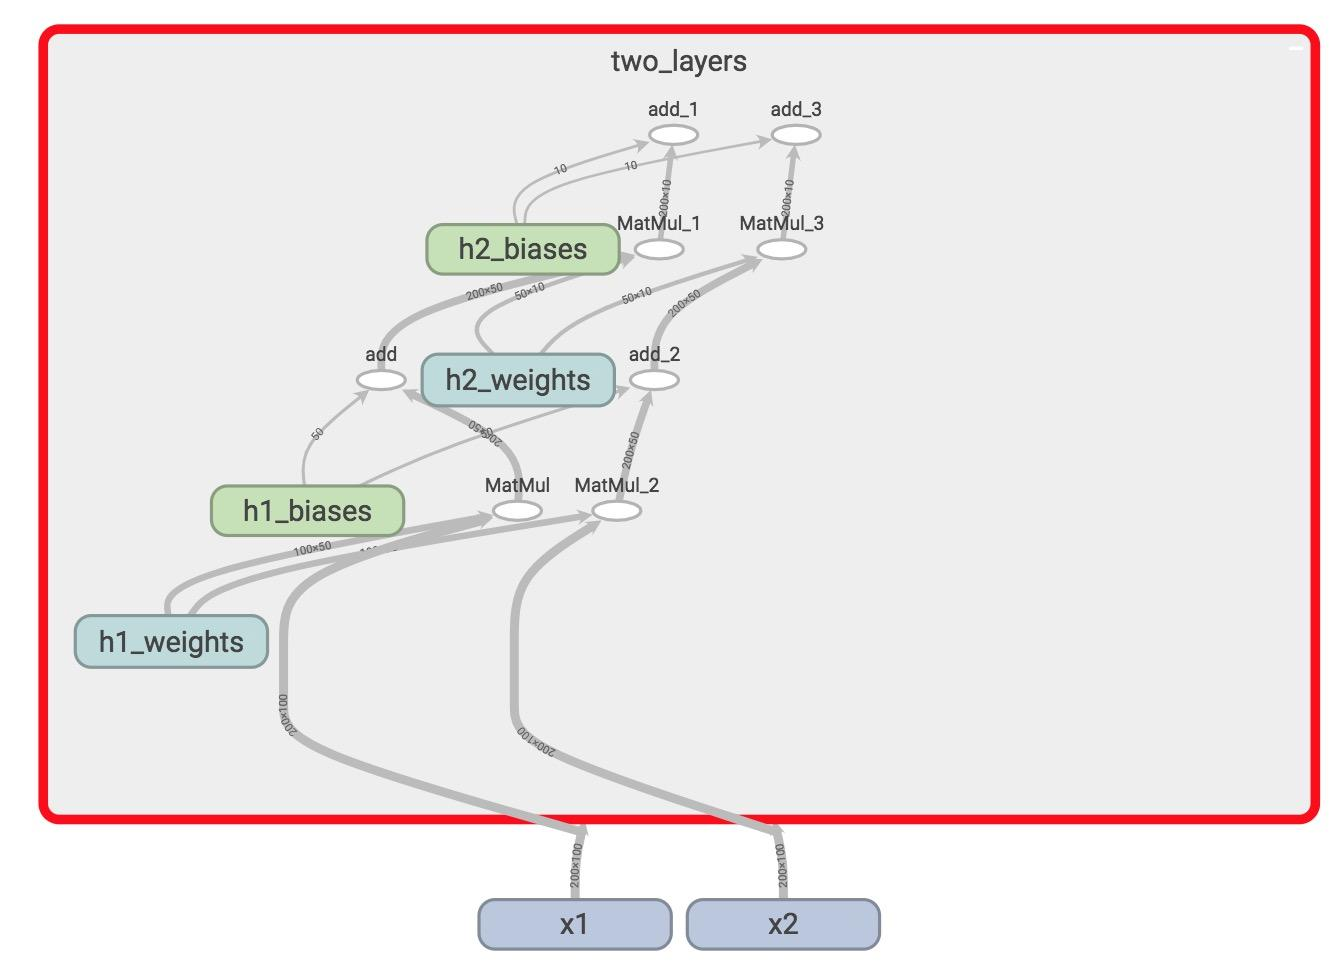 two_layers
add_1
add_3
10
10
200×10
200×10
MatMul_1
MatMul_3
h2_biases
200×50
50×10
50×10
200×50
add
add_2
h2_weights
50
200×50
200×50
MatMul
MatMul_2
h1_biases
100×50
h1_weights
200×100
200×100
200×100
200×100
x1
x2